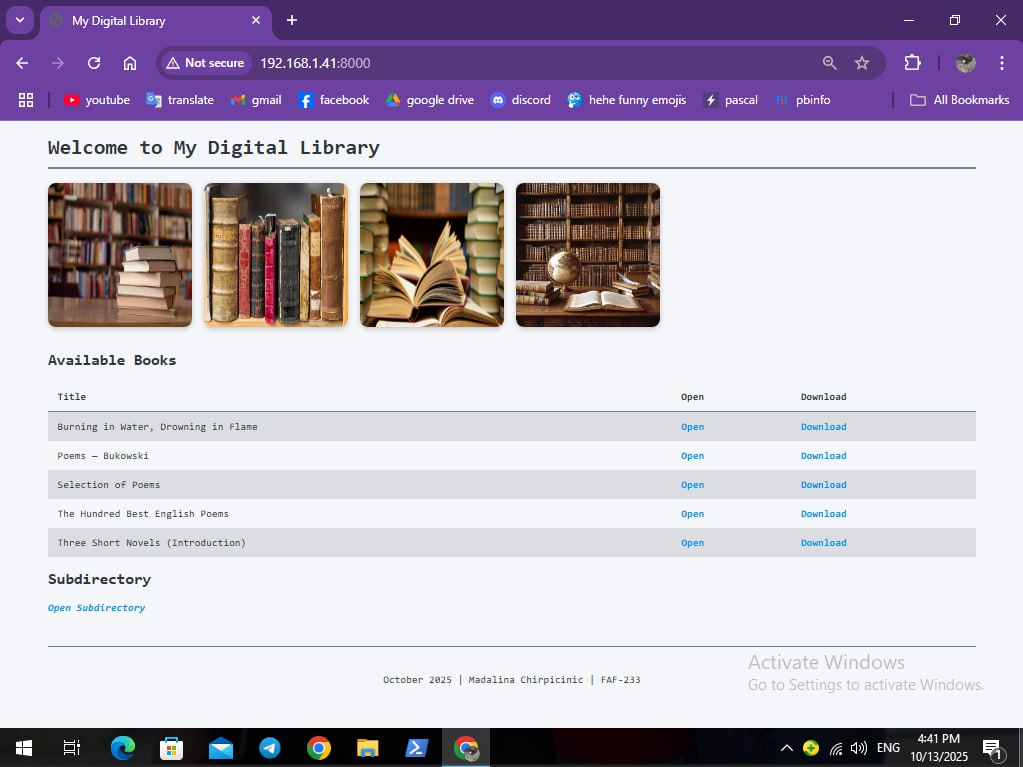 My Digital Library
Not secure 192.168.1.41:8000
youtube translate gmail facebook google drive discord hehe funny emojis pascal pbinfo All Bookmarks
Welcome to My Digital Library
Available Books
Title Open Download
Burning in Water, Drowning in Flame Open Download
Poems — Bukowski Open Download
Selection of Poems Open Download
The Hundred Best English Poems Open Download
Three Short Novels (Introduction) Open Download
Subdirectory
Open Subdirectory
Activate Windows
Go to Settings to activate Windows.
October 2025 | Madalina Chirpicinic | FAF-233
ENG
4:41 PM
10/13/2025
1